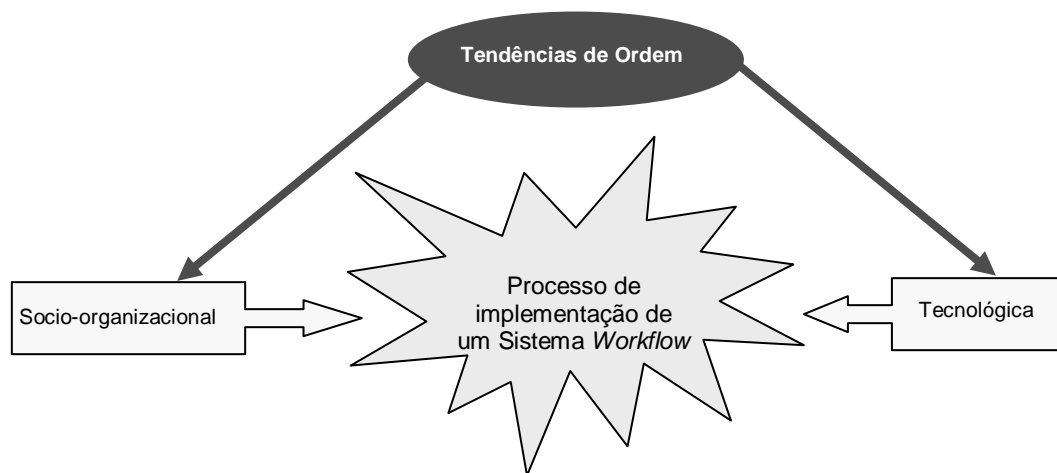 Tendências de Ordem
Processo de
implementação de
um Sistema Workflow
Socio-organizacional
Tecnológica